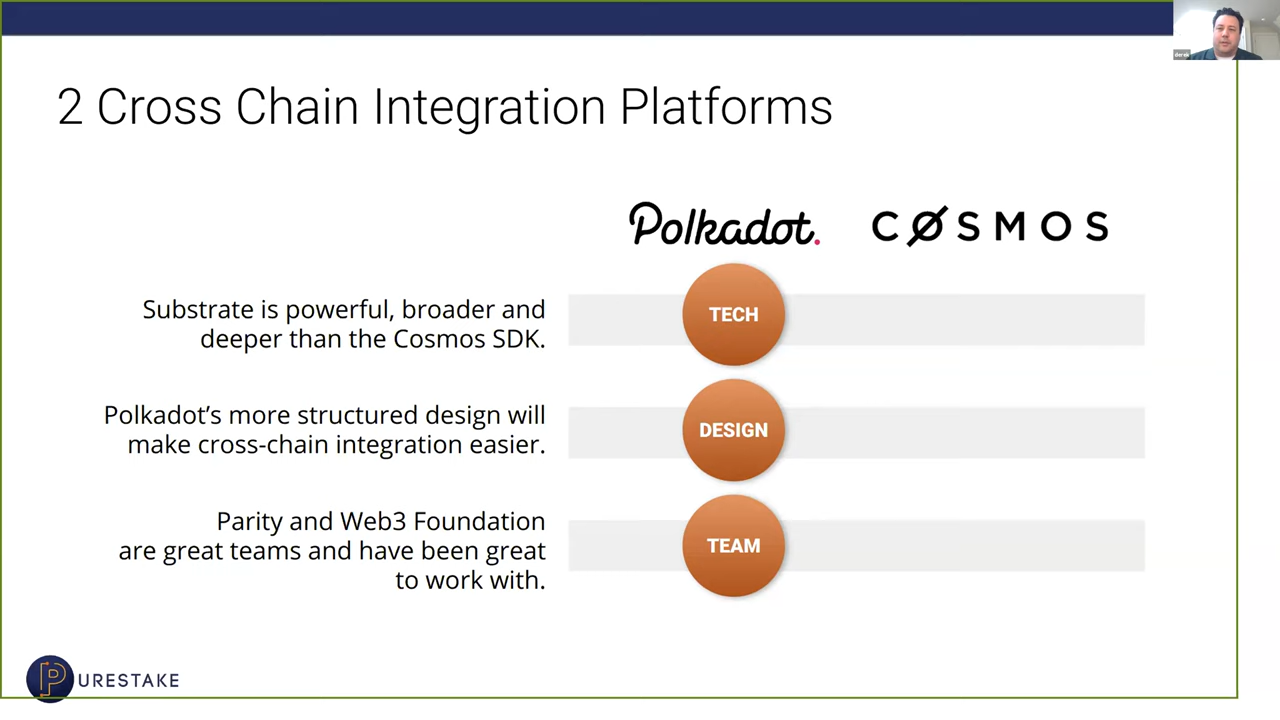 derek
2 Cross Chain Integration Platforms
Polkadot.
COSMOS
Substrate is powerful, broader and
deeper than the Cosmos SDK.
TECH
Polkadot’s more structured design will
make cross-chain integration easier.
DESIGN
Parity and Web3 Foundation
are great teams and have been great
to work with.
TEAM
PURESTAKE